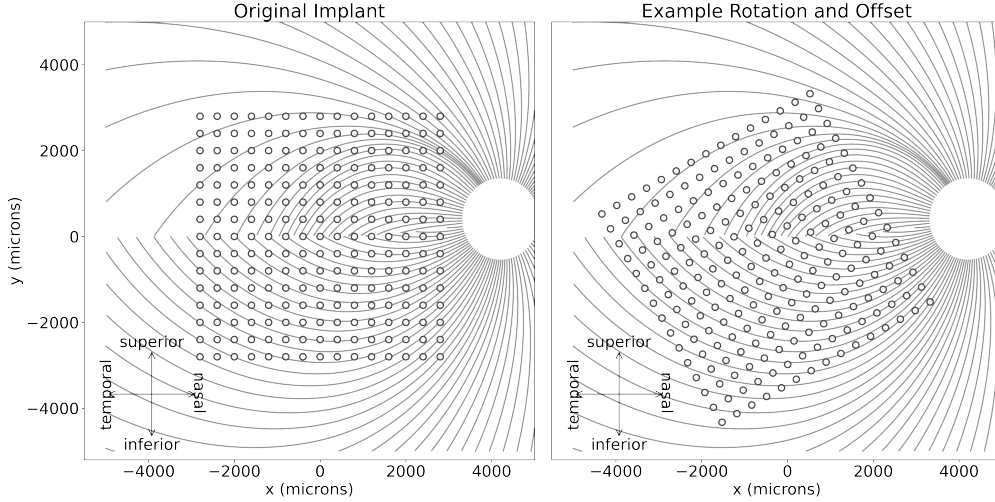 Original Implant
Example Rotation and Offset
4000
2000
0
−2000
−4000
y (microns)
superior
temporal
nasal
inferior
superior
temporal
nasal
inferior
−4000 −2000 0 2000 4000
−4000 −2000 0 2000 4000
x (microns)
x (microns)